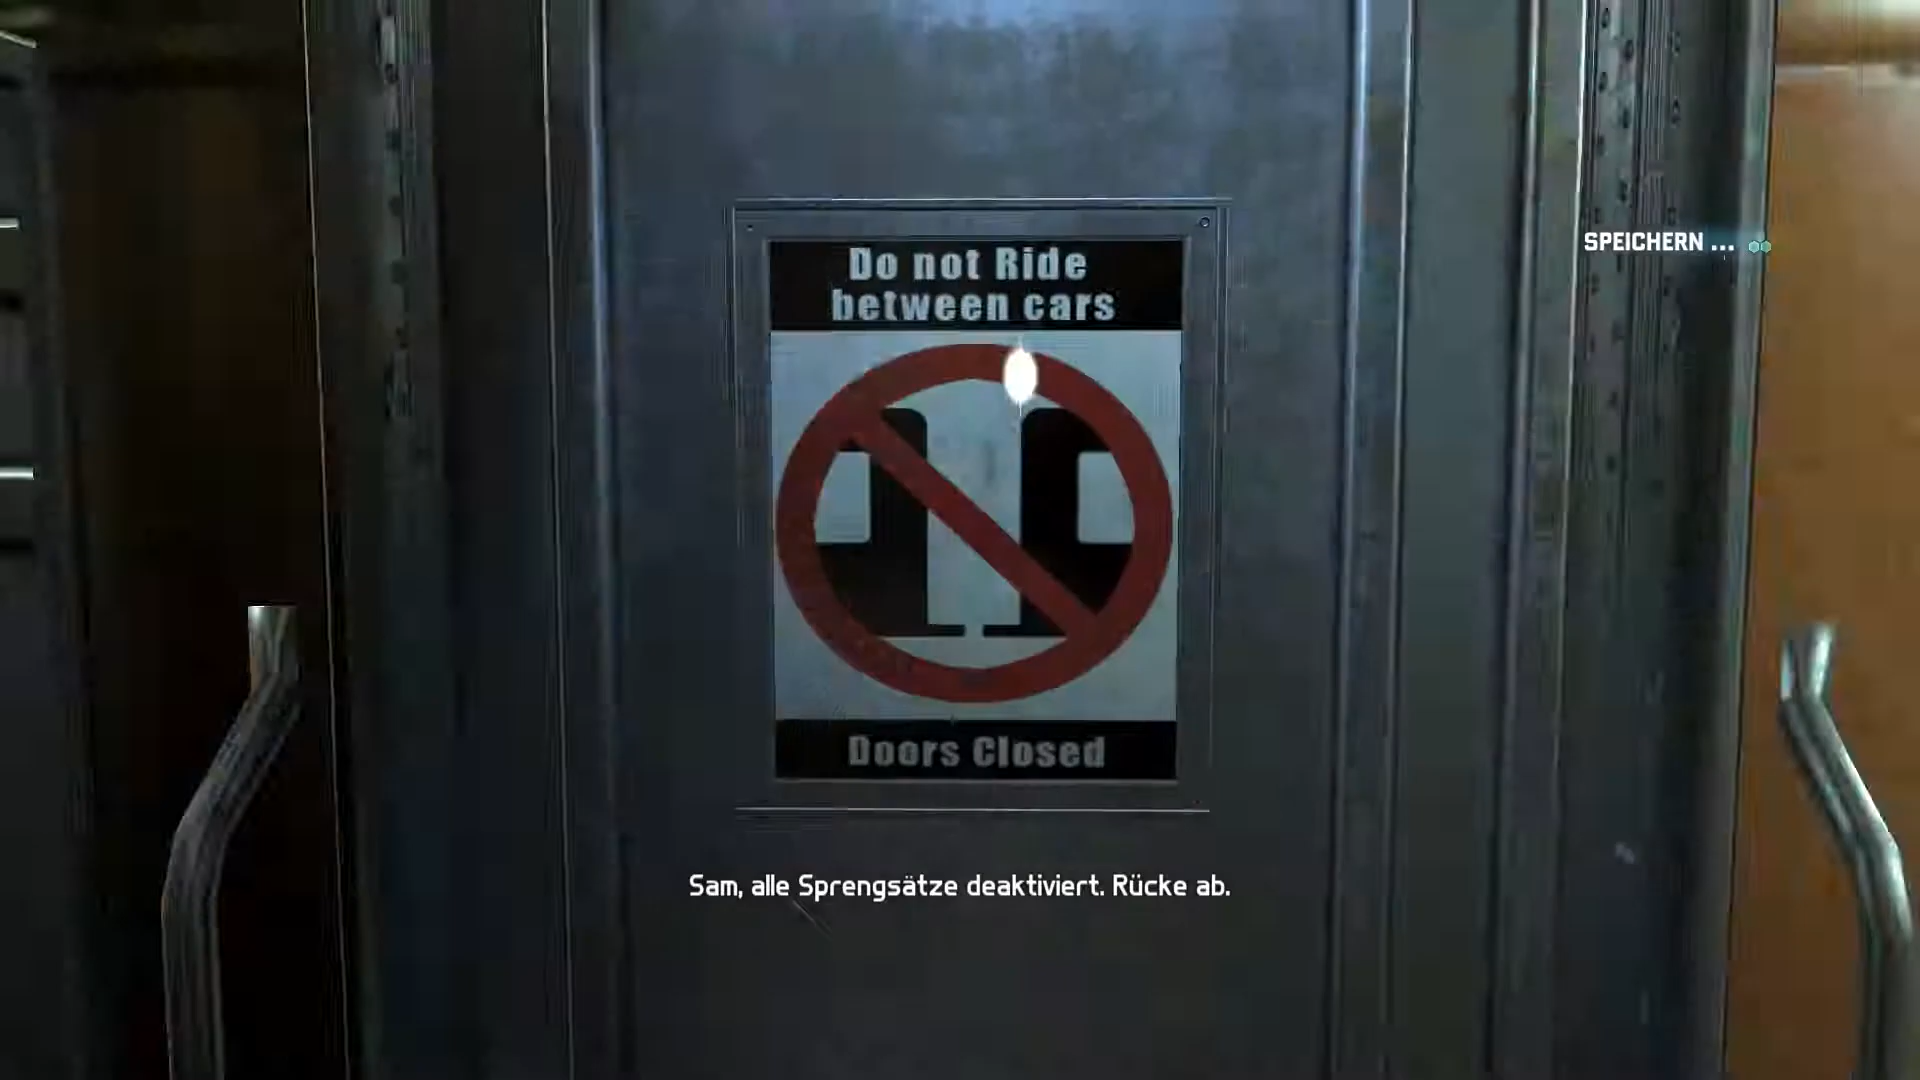 Do not Ride
between cars
SPEICHERN ...
Doors Closed
Sam, alle Sprengsätze deaktiviert. Rücke ab.